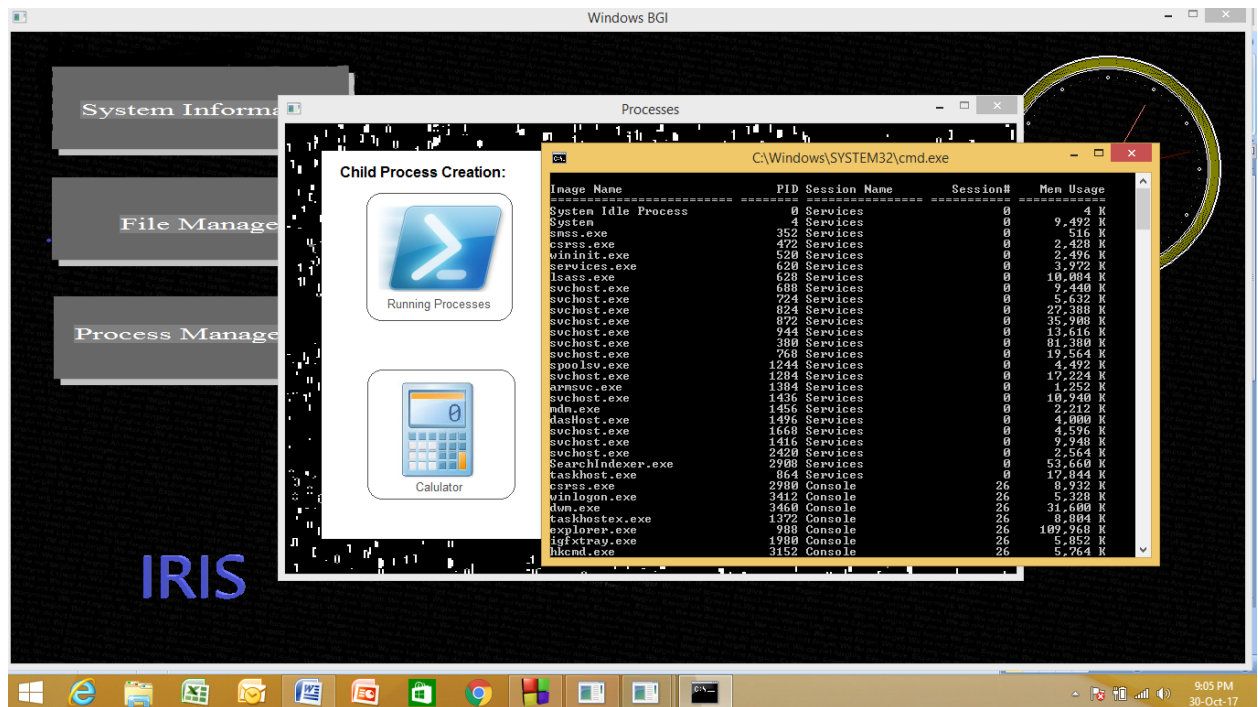 Windows BGI
System Informa
File Manage
Process Manage
IRIS
Processes
Child Process Creation:
Running Processes
0
Calulator
C:\Windows\SYSTEM32\cmd.exe
Image Name PID Session Name Session# Mem Usage
========================= ======== ================ =========== ============
System Idle Process 0 Services 0 4 K
System 4 Services 0 9,492 K
smss.exe 352 Services 0 516 K
csrss.exe 472 Services 0 2,428 K
wininit.exe 520 Services 0 2,496 K
services.exe 620 Services 0 3,972 K
lsass.exe 628 Services 0 10,084 K
svchost.exe 688 Services 0 9,440 K
svchost.exe 724 Services 0 5,632 K
svchost.exe 824 Services 0 27,388 K
svchost.exe 872 Services 0 35,908 K
svchost.exe 944 Services 0 13,616 K
svchost.exe 380 Services 0 81,380 K
svchost.exe 768 Services 0 19,564 K
spoolsv.exe 1244 Services 0 4,492 K
svchost.exe 1284 Services 0 17,224 K
armsvc.exe 1384 Services 0 1,252 K
svchost.exe 1436 Services 0 10,940 K
mdm.exe 1456 Services 0 2,212 K
dasHost.exe 1496 Services 0 4,000 K
svchost.exe 1668 Services 0 4,596 K
svchost.exe 1416 Services 0 9,948 K
svchost.exe 2420 Services 0 2,564 K
SearchIndexer.exe 2908 Services 0 53,660 K
taskhost.exe 864 Services 0 17,844 K
csrss.exe 2980 Console 26 8,932 K
winlogon.exe 3412 Console 26 5,328 K
dwm.exe 3460 Console 26 31,600 K
taskhostex.exe 1372 Console 26 8,804 K
explorer.exe 988 Console 26 109,968 K
igfxtray.exe 1980 Console 26 5,852 K
hkcmd.exe 3152 Console 26 5,764 K
9:05 PM
30-Oct-17